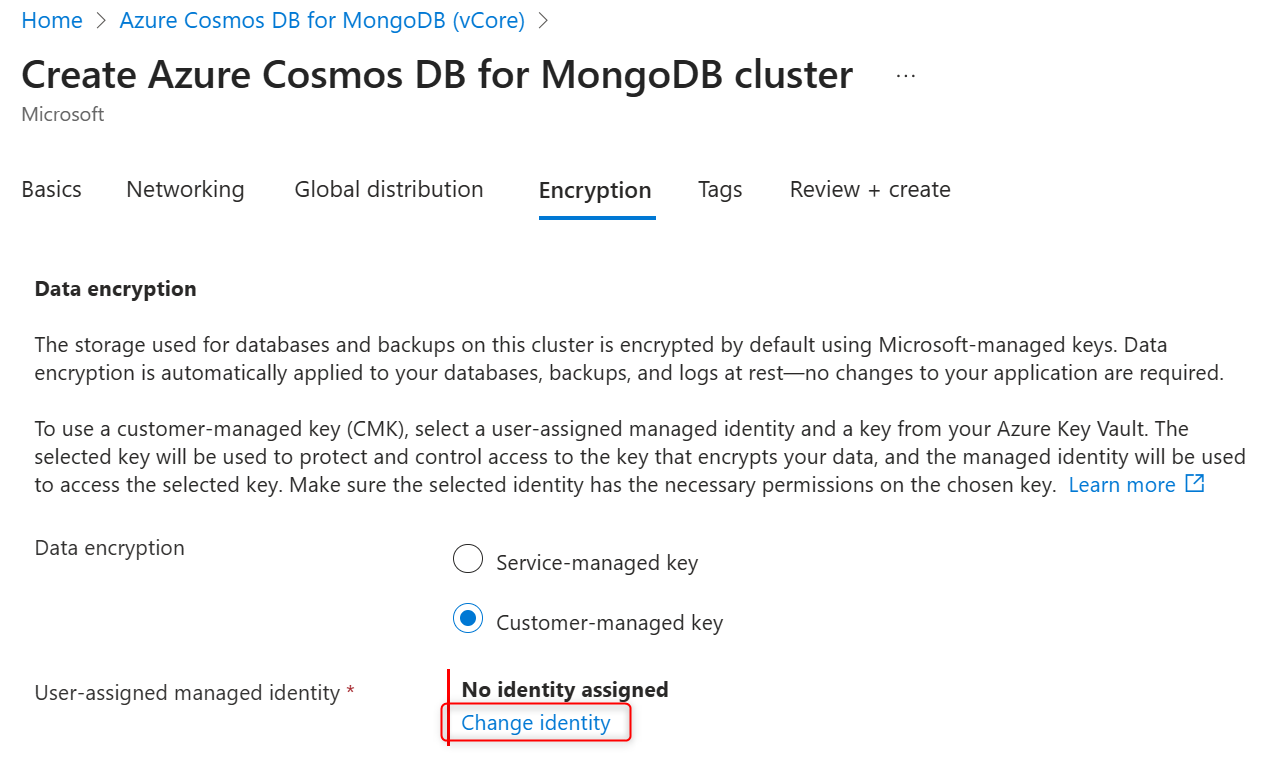 Home > Azure Cosmos DB for MongoDB (vCore) >
Create Azure Cosmos DB for MongoDB cluster ...
Microsoft
Basics Networking Global distribution Encryption Tags Review + create
Data encryption
The storage used for databases and backups on this cluster is encrypted by default using Microsoft-managed keys. Data
encryption is automatically applied to your databases, backups, and logs at rest—no changes to your application are required.
To use a customer-managed key (CMK), select a user-assigned managed identity and a key from your Azure Key Vault. The
selected key will be used to protect and control access to the key that encrypts your data, and the managed identity will be used
to access the selected key. Make sure the selected identity has the necessary permissions on the chosen key. Learn more
Data encryption
Service-managed key
Customer-managed key
User-assigned managed identity *
No identity assigned
Change identity